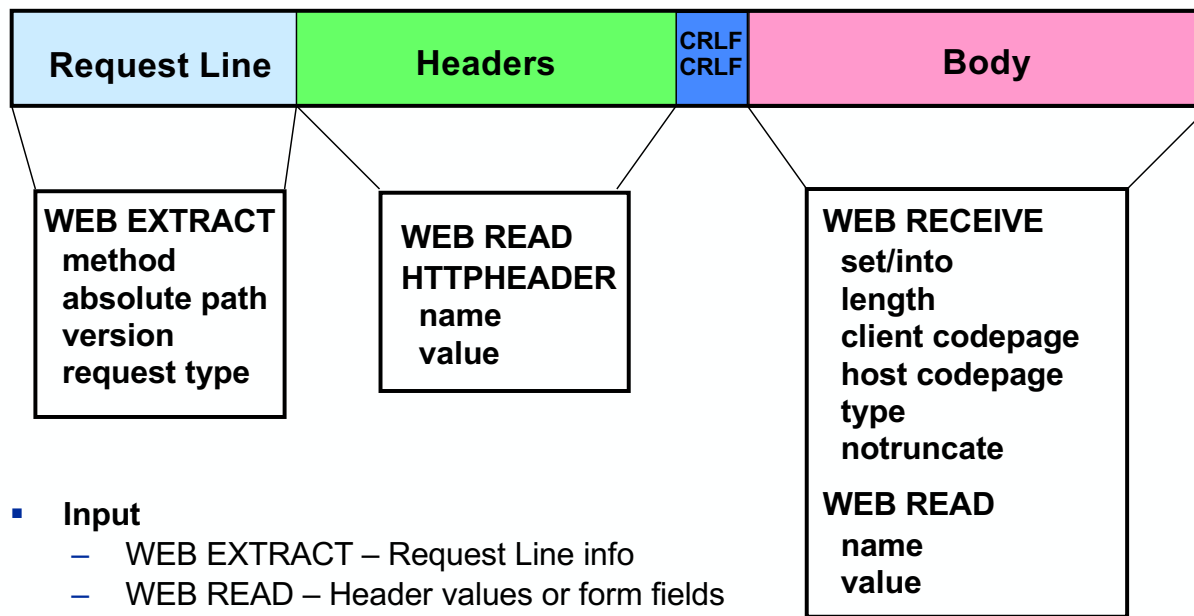 Request Line
Headers
CRLF
CRLF
Body
WEB EXTRACT
method
absolute path
version
request type
WEB READ
HTTPHEADER
name
value
WEB RECEIVE
set/into
length
client codepage
host codepage
type
notruncate
WEB READ
name
value
▪ Input
– WEB EXTRACT – Request Line info
– WEB READ – Header values or form fields